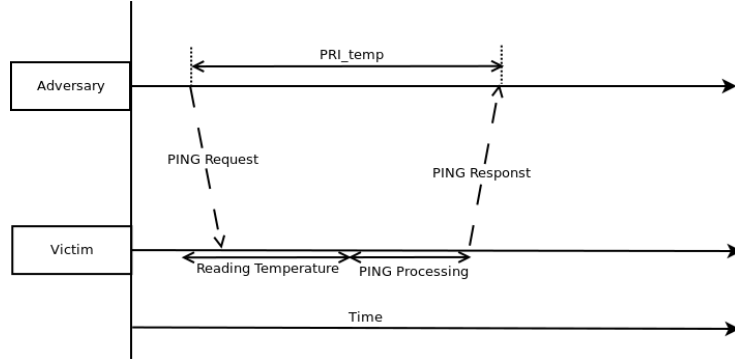 PRI_temp
Adversary
PING Request
PING Responst
Victim
Reading Temperature
PING Processing
Time